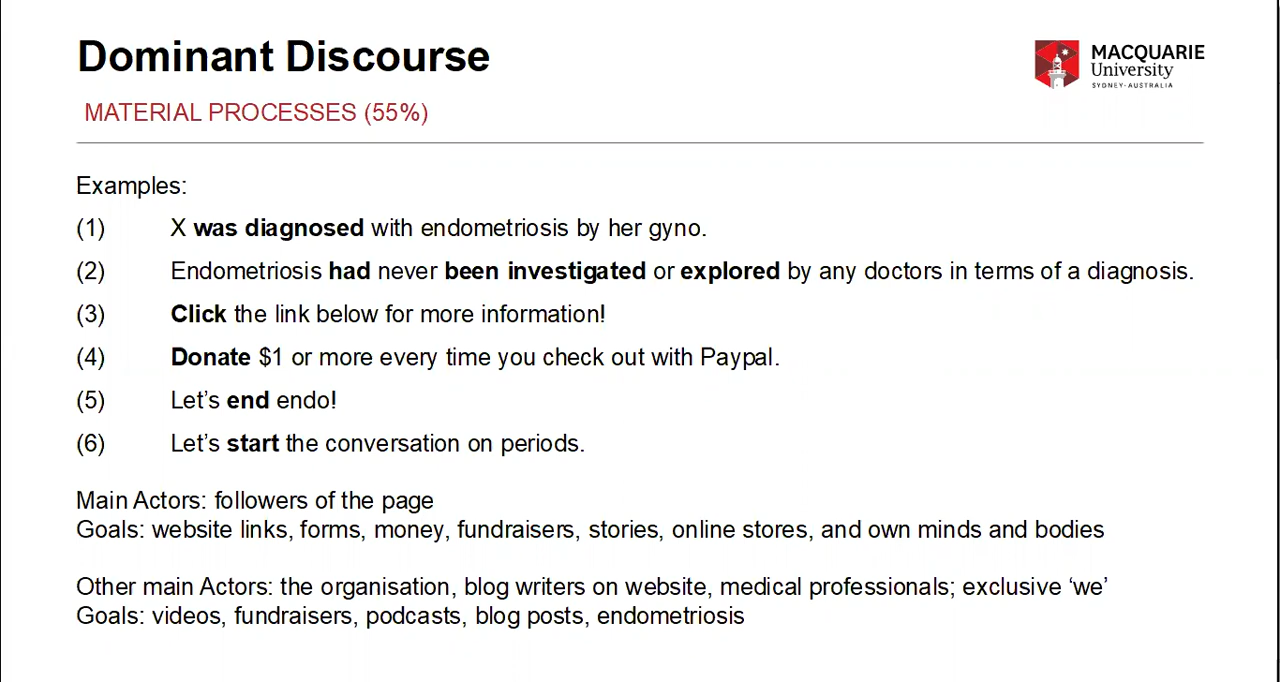 Dominant Discourse
MACQUARIE
University
SYDNEY·AUSTRALIA
MATERIAL PROCESSES (55%)
Examples:
(1) X was diagnosed with endometriosis by her gyno.
(2) Endometriosis had never been investigated or explored by any doctors in terms of a diagnosis.
(3) Click the link below for more information!
(4) Donate $1 or more every time you check out with Paypal.
(5) Let’s end endo!
(6) Let’s start the conversation on periods.
Main Actors: followers of the page
Goals: website links, forms, money, fundraisers, stories, online stores, and own minds and bodies
Other main Actors: the organisation, blog writers on website, medical professionals; exclusive ‘we’
Goals: videos, fundraisers, podcasts, blog posts, endometriosis